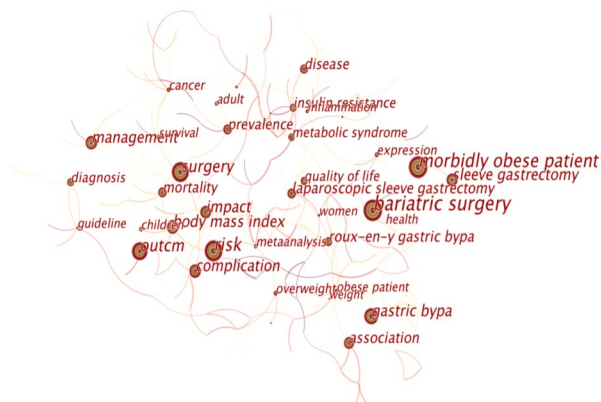 disease
cancer
adult
insulin resistance
inflammation
prevalence
metabolic syndrome
management
survival
expression
morbidly obese patient
surgery
sleeve gastrectomy
quality of life
diagnosis
mortality
laparoscopic sleeve gastrectomy
impact
women
bariatric surgery
health
guideline
body mass index
outcm
risk
metaanalysis
roux-en-y gastric bypa
complication
overweight
obese patient
weight
gastric bypa
association